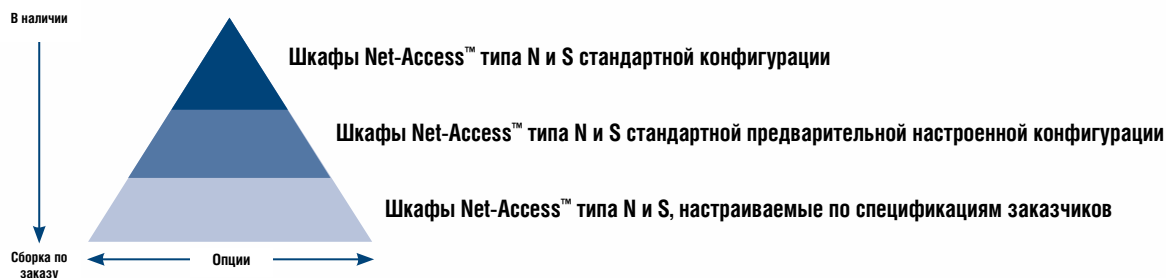 В наличии
Шкафы Net-Access™ типа N и S стандартной конфигурации
Шкафы Net-Access™ типа N и S стандартной предварительной настроенной конфигурации
Шкафы Net-Access™ типа N и S, настраиваемые по спецификациям заказчиков
Сборка по
заказу
Опции